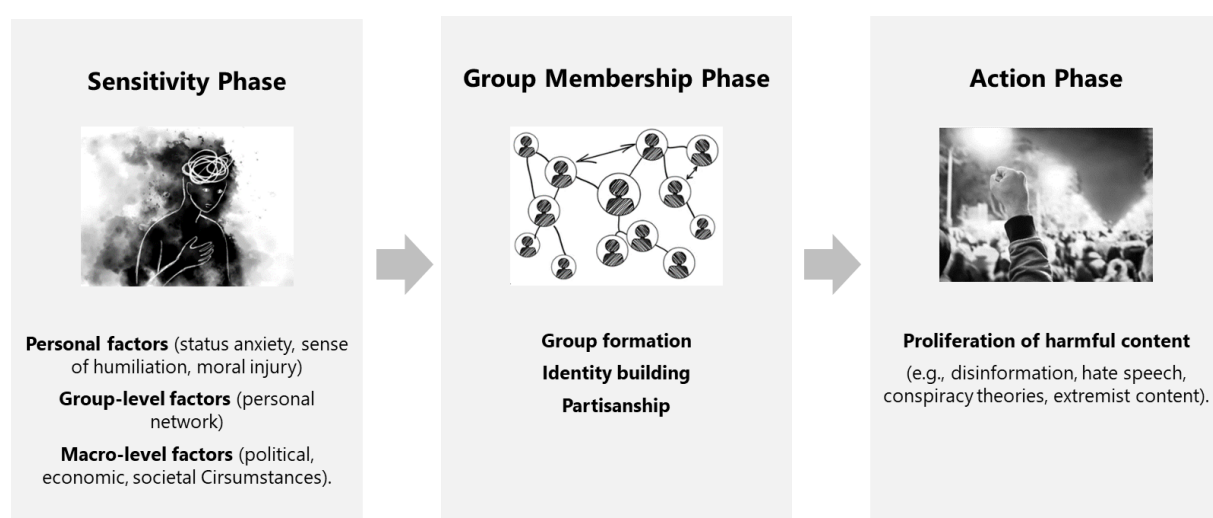 Sensitivity Phase
Personal factors (status anxiety, sense
of humiliation, moral injury)
Group-level factors (personal
network)
Macro-level factors (political,
economic, societal Cirsumstances).
Group Membership Phase
Group formation
Identity building
Partisanship
Action Phase
Proliferation of harmful content
(e.g., disinformation, hate speech,
conspiracy theories, extremist content).